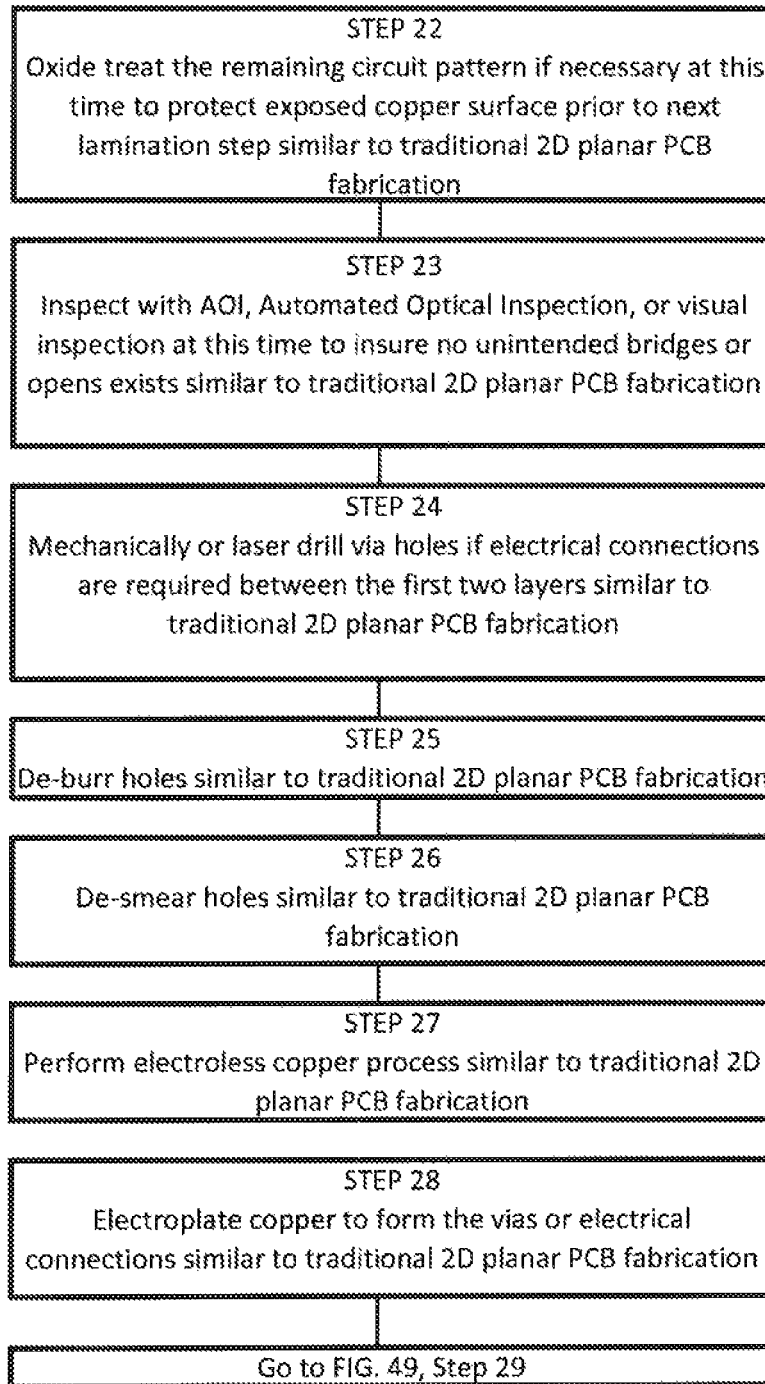 STEP 22
Oxide treat the remaining circuit pattern if necessary at this
time to protect exposed copper surface prior to next
lamination step similar to traditional 2D planar PCB
fabrication
STEP 23
Inspect with AOI, Automated Optical Inspection, or visual
inspection at this time to insure no unintended bridges or
opens exists similar to traditional 2D planar PCB fabrication
STEP 24
Mechanically or laser drill via holes if electrical connections
are required between the first two layers similar to
traditional 2D planar PCB fabrication
STEP 25
De-burr holes similar to traditional 2D planar PCB fabrication
STEP 26
De-smear holes similar to traditional 2D planar PCB
fabrication
STEP 27
Perform electroless copper process similar to traditional 2D
planar PCB fabrication
STEP 28
Electroplate copper to form the vias or electrical
connections similar to traditional 2D planar PCB fabrication
Go to FIG. 49, Step 29